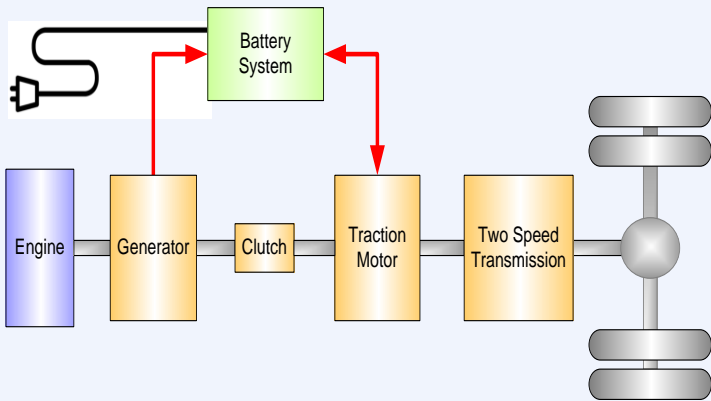 Battery
System
Engine
Generator
Clutch
Traction
Motor
Two Speed
Transmission